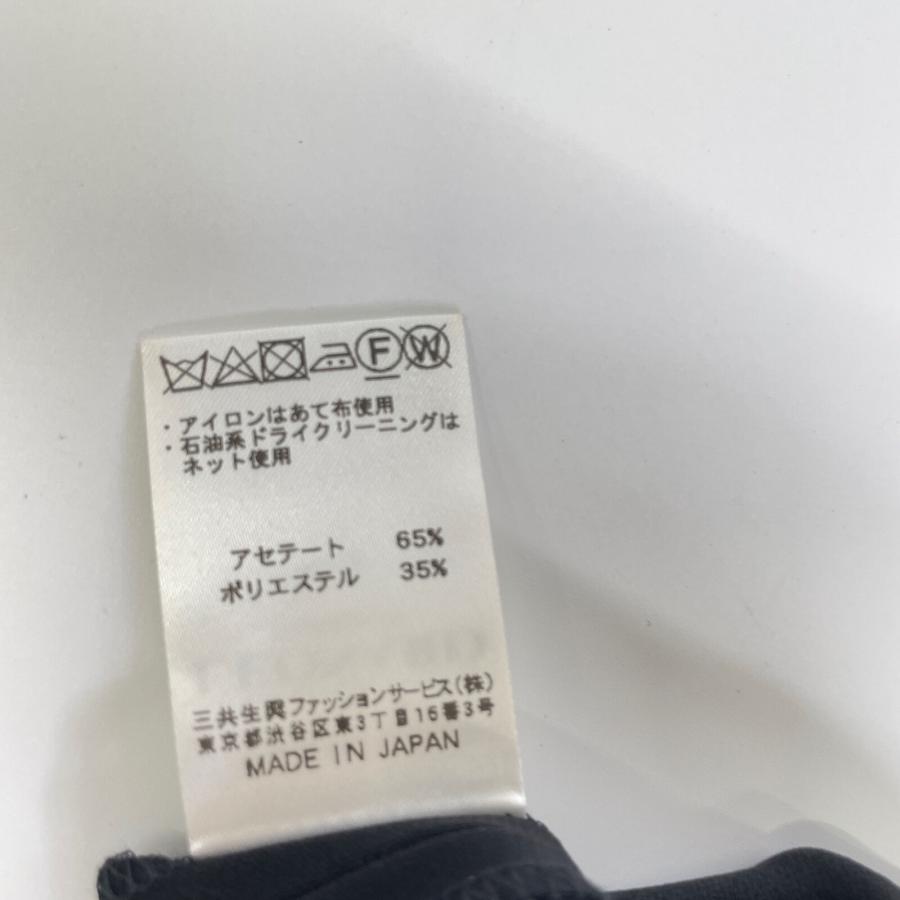 F W
・アイロンはあて布使用
・石油系ドライクリーニングは
ネット使用
アセテート 65%
ポリエステル 35%
三共生興ファッションサービス(株)
東京都渋谷区東3丁目16番3号
MADE IN JAPAN